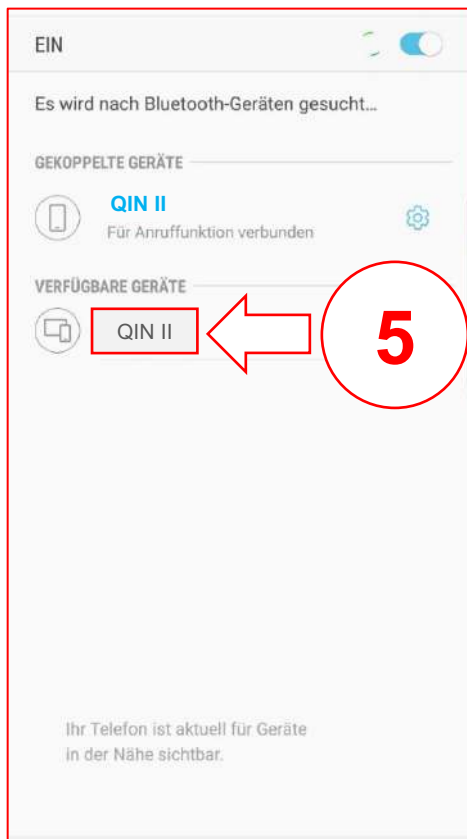 EIN
Es wird nach Bluetooth-Geräten gesucht...
GEKOPPELTE GERÄTE
QIN II
Für Anruffunktion verbunden
VERFÜGBARE GERÄTE
QIN II
5
Ihr Telefon ist aktuell für Geräte
in der Nähe sichtbar.